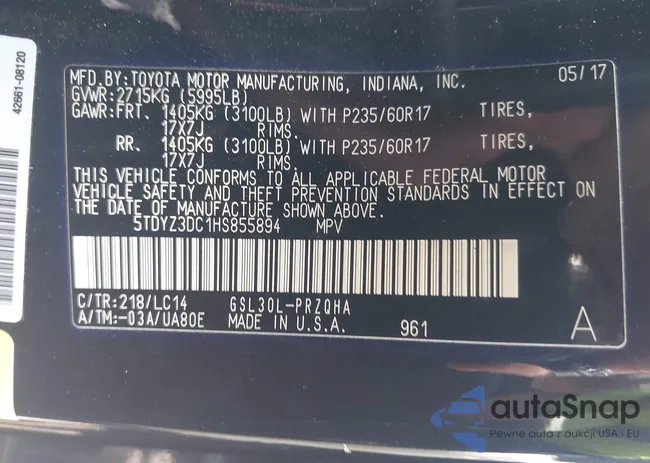 42661-08120
MFD.BY:TOYOTA MOTOR MANUFACTURING, INDIANA, INC. 05/17
GVWR:2715KG (5995LB)
GAWR:FRT. 1405KG (3100LB) WITH P235/60R17 TIRES,
17X7J RIMS.
RR. 1405KG (3100LB) WITH P235/60R17 TIRES,
17X7J RIMS.
THIS VEHICLE CONFORMS TO ALL APPLICABLE FEDERAL MOTOR
VEHICLE SAFETY AND THEFT PREVENTION STANDARDS IN EFFECT ON
THE DATE OF MANUFACTURE SHOWN ABOVE.
5TDYZ3DC1HS855894 MPV
C/TR:218/LC14 GSL30L-PRZQHA
A/TM:-03A/UA80E MADE IN U.S.A. 961 A
autaSnap
Pewne auta z aukcji USA i EU